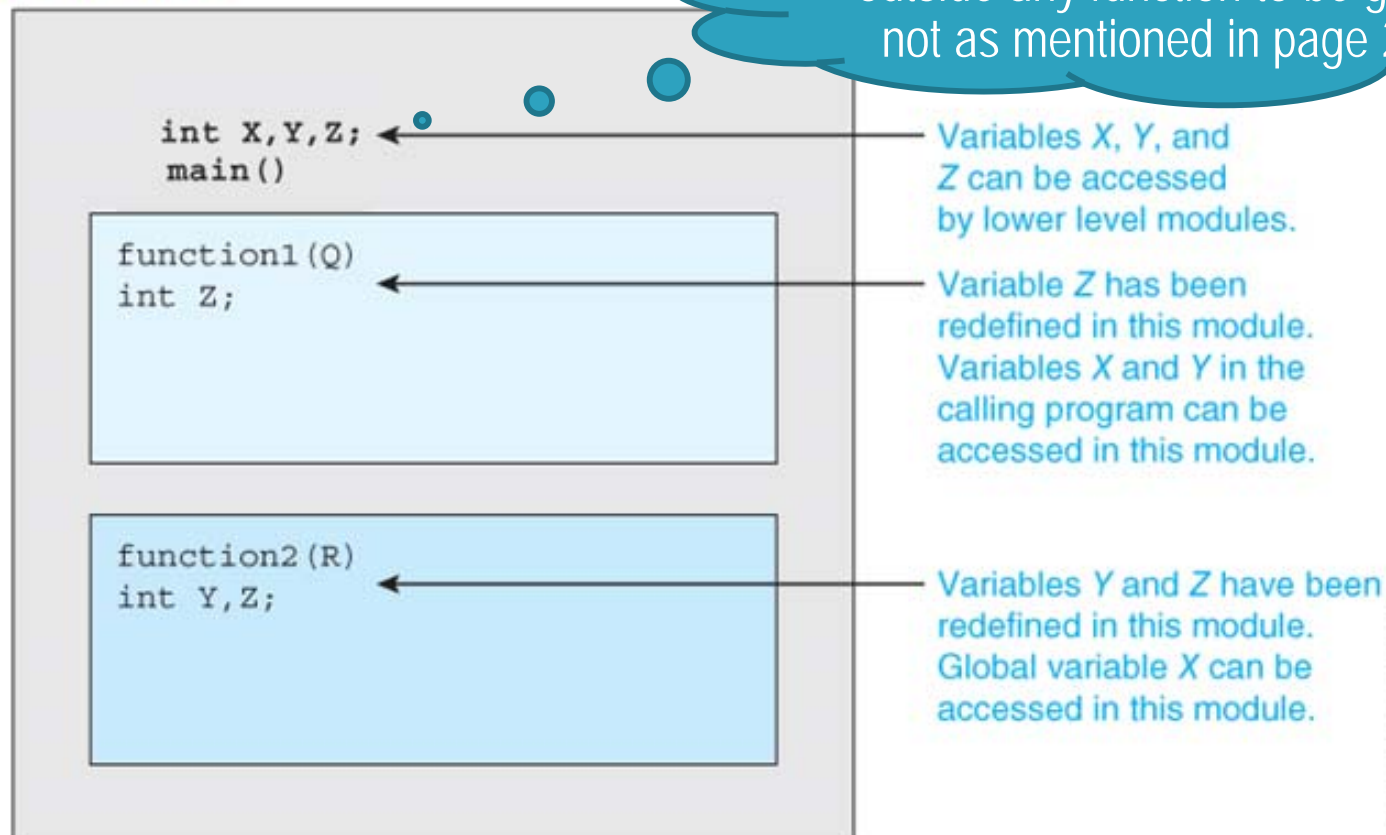 not as mentioned in page
int X,Y,Z;
main()
Variables X, Y, and
Z can be accessed
by lower level modules.
function1(Q)
int Z;
Variable Z has been
redefined in this module.
Variables X and Y in the
calling program can be
accessed in this module.
function2(R)
int Y,Z;
Variables Y and Z have been
redefined in this module.
Global variable X can be
accessed in this module.